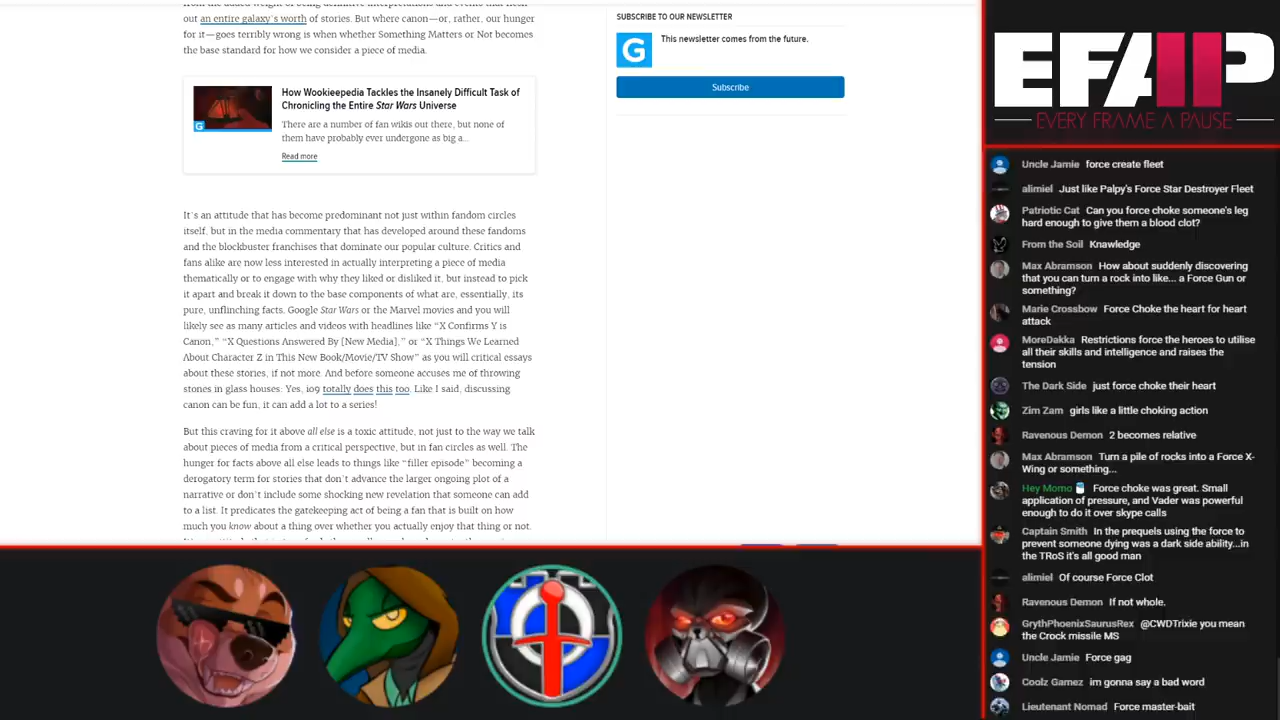 out an entire galaxy's worth of stories. But where canon—or, rather, our hunger
for it—goes terribly wrong is when whether Something Matters or Not becomes
the base standard for how we consider a piece of media.
How Wookieepedia Tackles the Insanely Difficult Task of
Chronicling the Entire Star Wars Universe
There are a number of fan wikis out there, but none of
them have probably ever undergone as big a...
Read more
G
It's an attitude that has become predominant not just within fandom circles
itself, but in the media commentary that has developed around these fandoms
and the blockbuster franchises that dominate our popular culture. Critics and
fans alike are now less interested in actually interpreting a piece of media
thematically or to engage with why they liked or disliked it, but instead to pick
it apart and break it down to the base components of what are, essentially, its
pure, unflinching facts. Google Star Wars or the Marvel movies and you will
likely see as many articles and videos with headlines like "X Confirms Y is
Canon," "X Questions Answered By [New Media]," or "X Things We Learned
About Character Z in This New Book/Movie/TV Show" as you will critical essays
about these stories, if not more. And before someone accuses me of throwing
stones in glass houses: Yes, io9 totally does this too. Like I said, discussing
canon can be fun, it can add a lot to a series!
But this craving for it above all else is a toxic attitude, not just to the way we talk
about pieces of media from a critical perspective, but in fan circles as well. The
hunger for facts above all else leads to things like "filler episode" becoming a
derogatory term for stories that don't advance the larger ongoing plot of a
narrative or don't include some shocking new revelation that someone can add
to a list. It predicates the gatekeeping act of being a fan that is built on how
much you know about a thing over whether you actually enjoy that thing or not.
SUBSCRIBE TO OUR NEWSLETTER
G
This newsletter comes from the future.
Subscribe
EFAP
EVERY FRAME A PAUSE
Uncle Jamie force create fleet
alimiel Just like Palpy's Force Star Destroyer Fleet
Patriotic Cat Can you force choke someone's leg
hard enough to give them a blood clot?
From the Soil Knawledge
Max Abramson How about suddenly discovering
that you can turn a rock into like... a Force Gun or
something?
Marie Crossbow Force Choke the heart for heart
attack
MoreDakka Restrictions force the heroes to utilise
all their skills and intelligence and raises the
tension
The Dark Side just force choke their heart
Zim Zam girls like a little choking action
Ravenous Demon 2 becomes relative
Max Abramson Turn a pile of rocks into a Force X-
Wing or something...
Hey Momo Force choke was great. Small
application of pressure, and Vader was powerful
enough to do it over skype calls
Captain Smith In the prequels using the force to
prevent someone dying was a dark side ability...in
the TRoS it's all good man
alimiel Of course Force Clot
Ravenous Demon If not whole.
GrythPhoenixSaurusRex @CWDTrixie you mean
the Crock missile MS
Uncle Jamie Force gag
Coolz Gamez im gonna say a bad word
Lieutenant Nomad Force master-bait